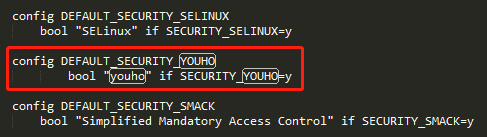 config DEFAULT_SECURITY_SELINUX
bool "SELinux" if SECURITY_SELINUX=y
config DEFAULT_SECURITY_YOUHO
bool "youho" if SECURITY_YOUHO=y
config DEFAULT_SECURITY_SMACK
bool "Simplified Mandatory Access Control" if SECURITY_SMACK=y